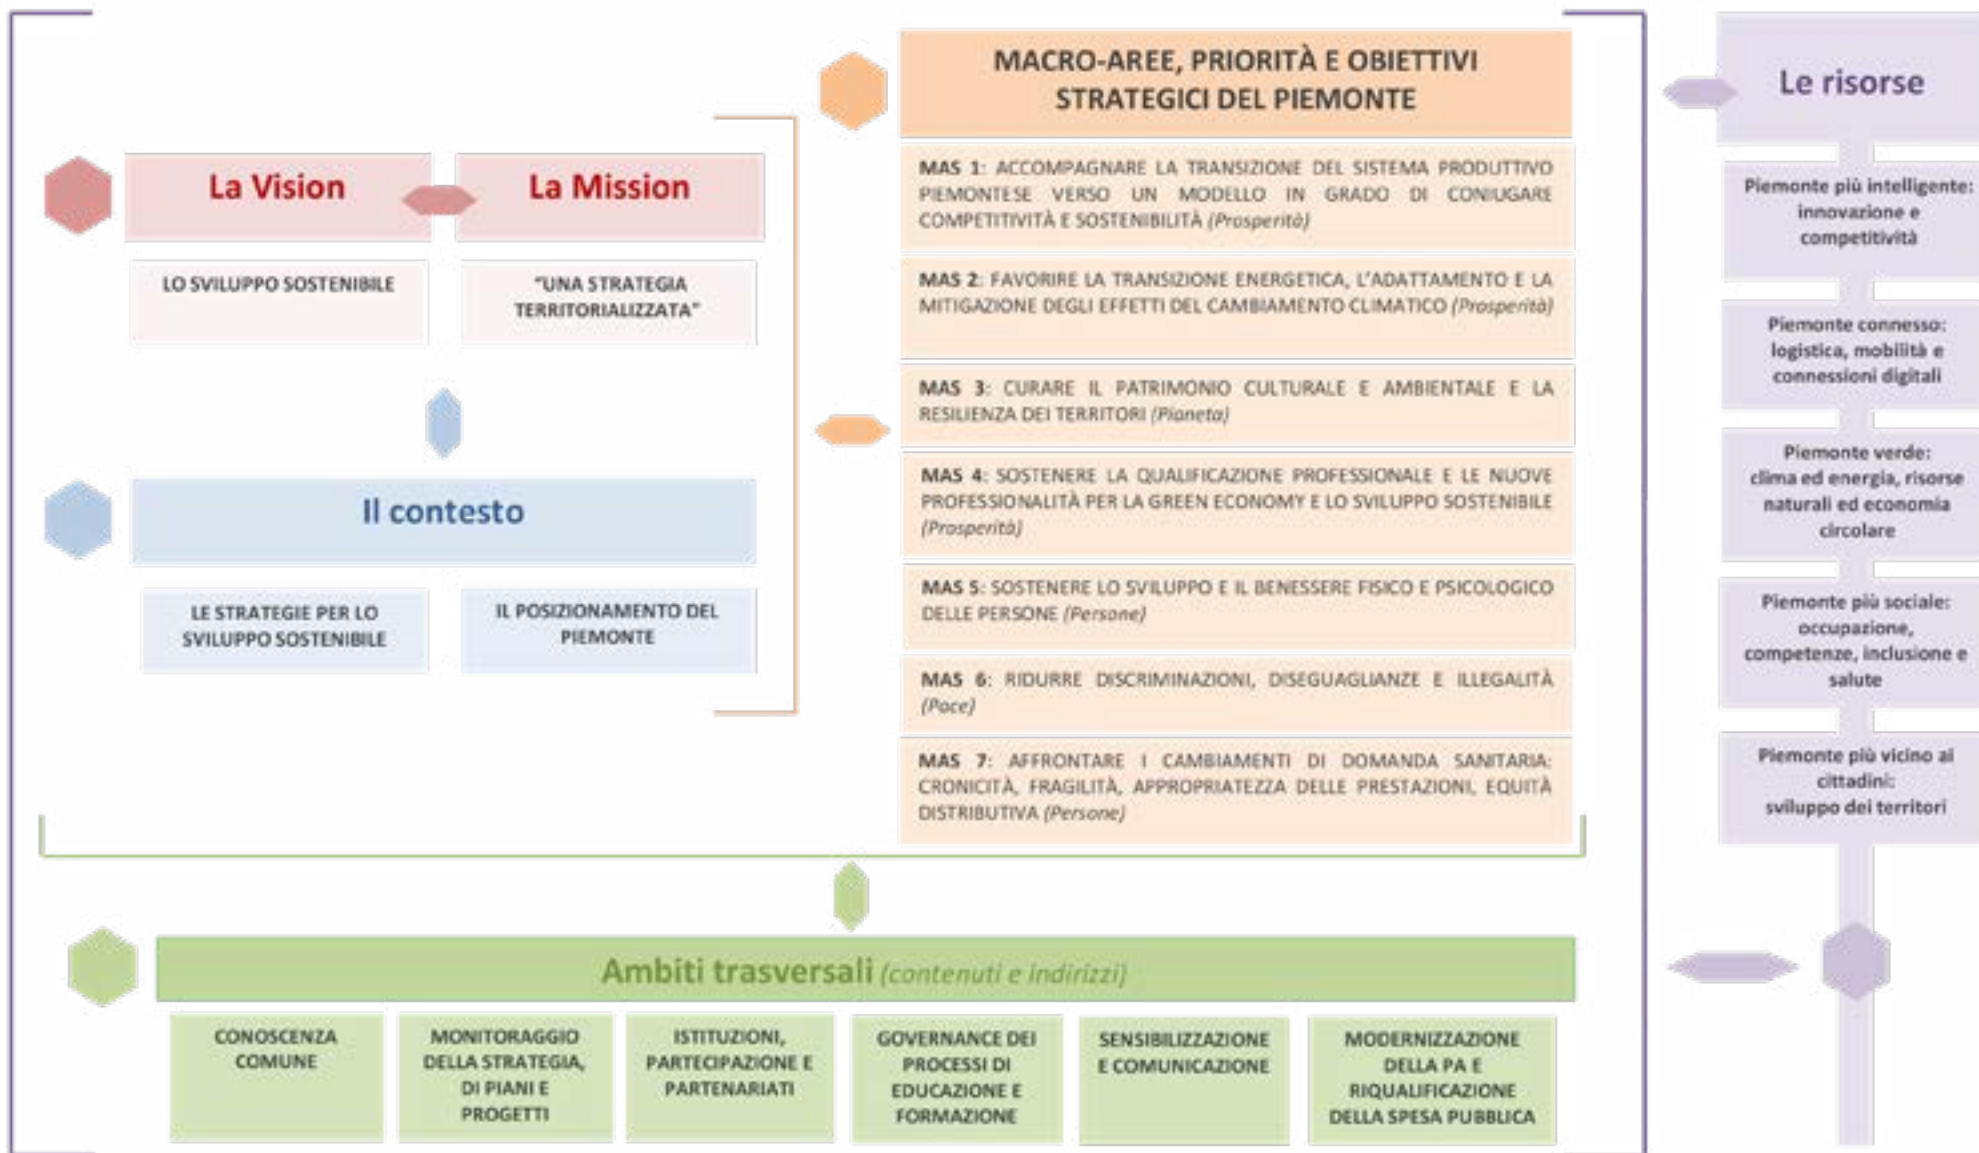 La Vision
La Mission
LO SVILUPPO SOSTENIBILE
"UNA STRATEGIA
TERRITORIALIZZATA"
Il contesto
LE STRATEGIE PER LO
SVILUPPO SOSTENIBILE
IL POSIZIONAMENTO DEL
PIEMONTE
MACRO-AREE, PRIORITÀ E OBIETTIVI
STRATEGICI DEL PIEMONTE
MAS 1: ACCOMPAGNARE LA TRANSIZIONE DEL SISTEMA PRODUTTIVO
PIEMONTESE VERSO UN MODELLO IN GRADO DI CONIUGARE
COMPETITIVITÀ E SOSTENIBILITÀ (Prosperità)
MAS 2: FAVORIRE LA TRANSIZIONE ENERGETICA, L'ADATTAMENTO E LA
MITIGAZIONE DEGLI EFFETTI DEL CAMBIAMENTO CLIMATICO (Prosperità)
MAS 3: CURARE IL PATRIMONIO CULTURALE E AMBIENTALE E LA
RESILIENZA DEI TERRITORI (Pianeta)
MAS 4: SOSTENERE LA QUALIFICAZIONE PROFESSIONALE E LE NUOVE
PROFESSIONALITÀ PER LA GREEN ECONOMY E LO SVILUPPO SOSTENIBILE
(Prosperità)
MAS 5: SOSTENERE LO SVILUPPO E IL BENESSERE FISICO E PSICOLOGICO
DELLE PERSONE (Persone)
MAS 6: RIDURRE DISCRIMINAZIONI, DISEGUAGLIANZE E ILLEGALITÀ
(Pace)
MAS 7: AFFRONTARE I CAMBIAMENTI DI DOMANDA SANITARIA:
CRONICITÀ, FRAGILITÀ, APPROPRIATEZZA DELLE PRESTAZIONI, EQUITÀ
DISTRIBUTIVA (Persone)
Le risorse
Piemonte più intelligente:
innovazione e
competitività
Piemonte connesso:
logistica, mobilità e
connessioni digitali
Piemonte verde:
clima ed energia, risorse
naturali ed economia
circolare
Piemonte più sociale:
occupazione,
competenze, inclusione e
salute
Piemonte più vicino ai
cittadini:
sviluppo dei territori
Ambiti trasversali (contenuti e indirizzi)
CONOSCENZA
COMUNE
MONITORAGGIO
DELLA STRATEGIA,
DI PIANI E
PROGETTI
ISTITUZIONI,
PARTECIPAZIONE E
PARTENARIATI
GOVERNANCE DEI
PROCESSI DI
EDUCAZIONE E
FORMAZIONE
SENSIBILIZZAZIONE
E COMUNICAZIONE
MODERNIZZAZIONE
DELLA PA E
RIQUALIFICAZIONE
DELLA SPESA PUBBLICA